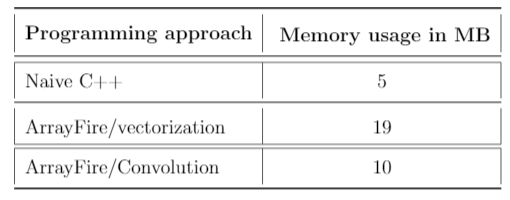 Programming approach Memory usage in MB
Naive C++ 5
ArrayFire/vectorization 19
ArrayFire/Convolution 10